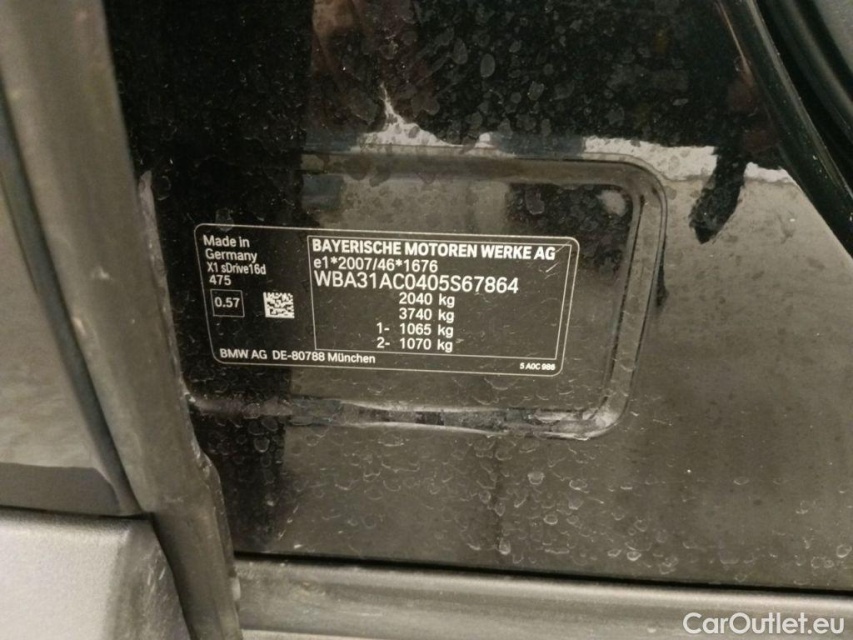 Made in
Germany
X1 sDrive16d
475
0.57
BAYERISCHE MOTOREN WERKE AG
e1*2007/46*1676
WBA31AC0405S67864
2040 kg
3740 kg
1- 1065 kg
2- 1070 kg
BMW AG DE-80788 München
5 A0C 986
CarOutlet.eu